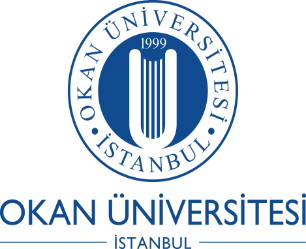 OKAN ÜNİVERSİTESİ
1999
• İSTANBUL •
OKAN ÜNİVERSİTESİ
İSTANBUL